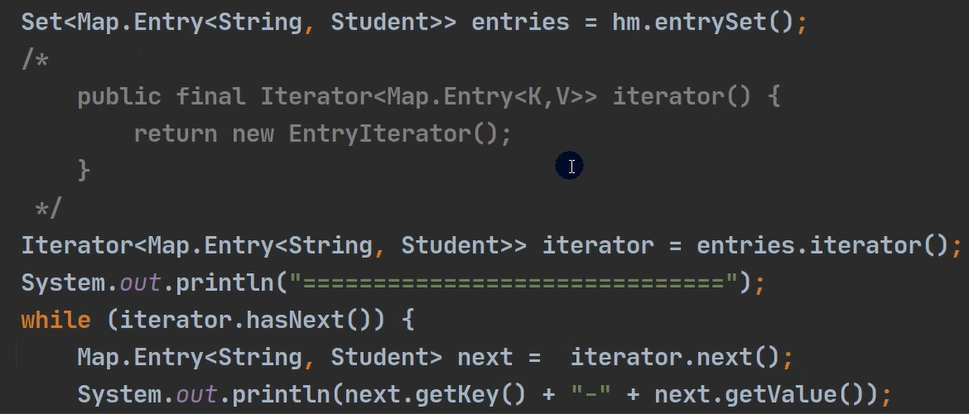 Set<Map.Entry<String, Student>> entries = hm.entrySet();
/*
    public final Iterator<Map.Entry<K,V>> iterator() {
        return new EntryIterator();
    }
 */
Iterator<Map.Entry<String, Student>> iterator = entries.iterator();
System.out.println("==============================");
while (iterator.hasNext()) {
    Map.Entry<String, Student> next =  iterator.next();
    System.out.println(next.getKey() + "-" + next.getValue());